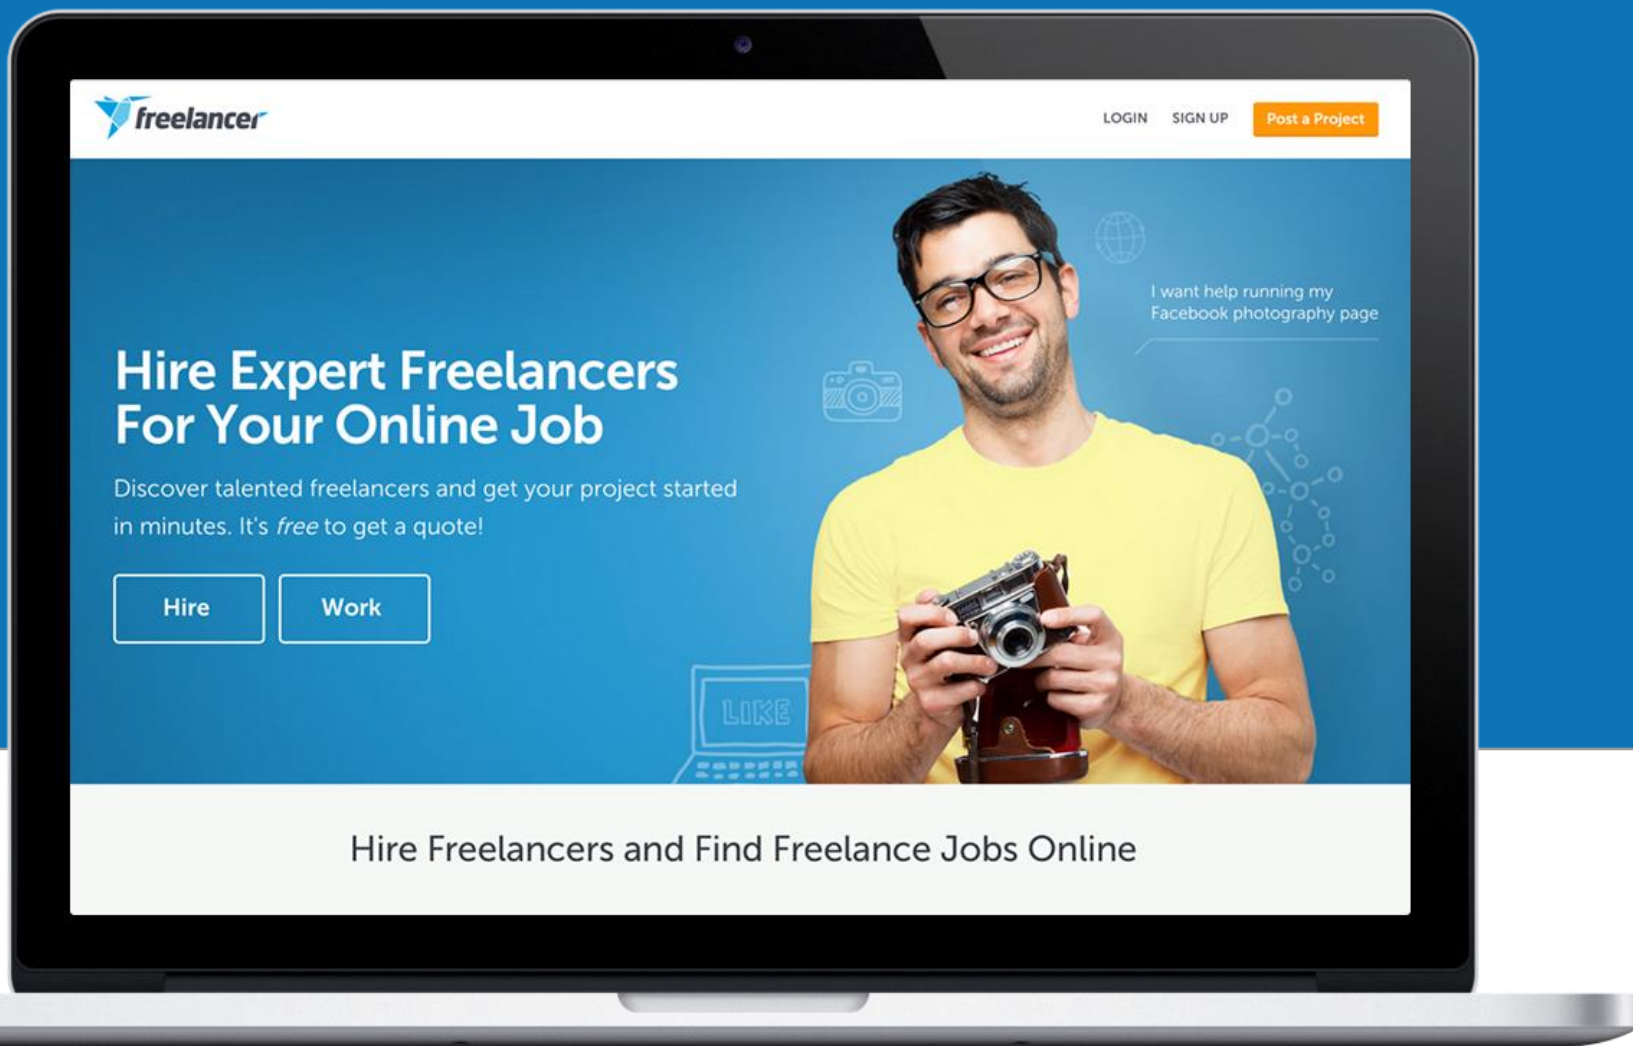 freelancer
LOGIN SIGN UP Post a Project
I want help running my
Facebook photography page
Hire Expert Freelancers
For Your Online Job
Discover talented freelancers and get your project started
in minutes. It's free to get a quote!
Hire Work
LIKE
Hire Freelancers and Find Freelance Jobs Online